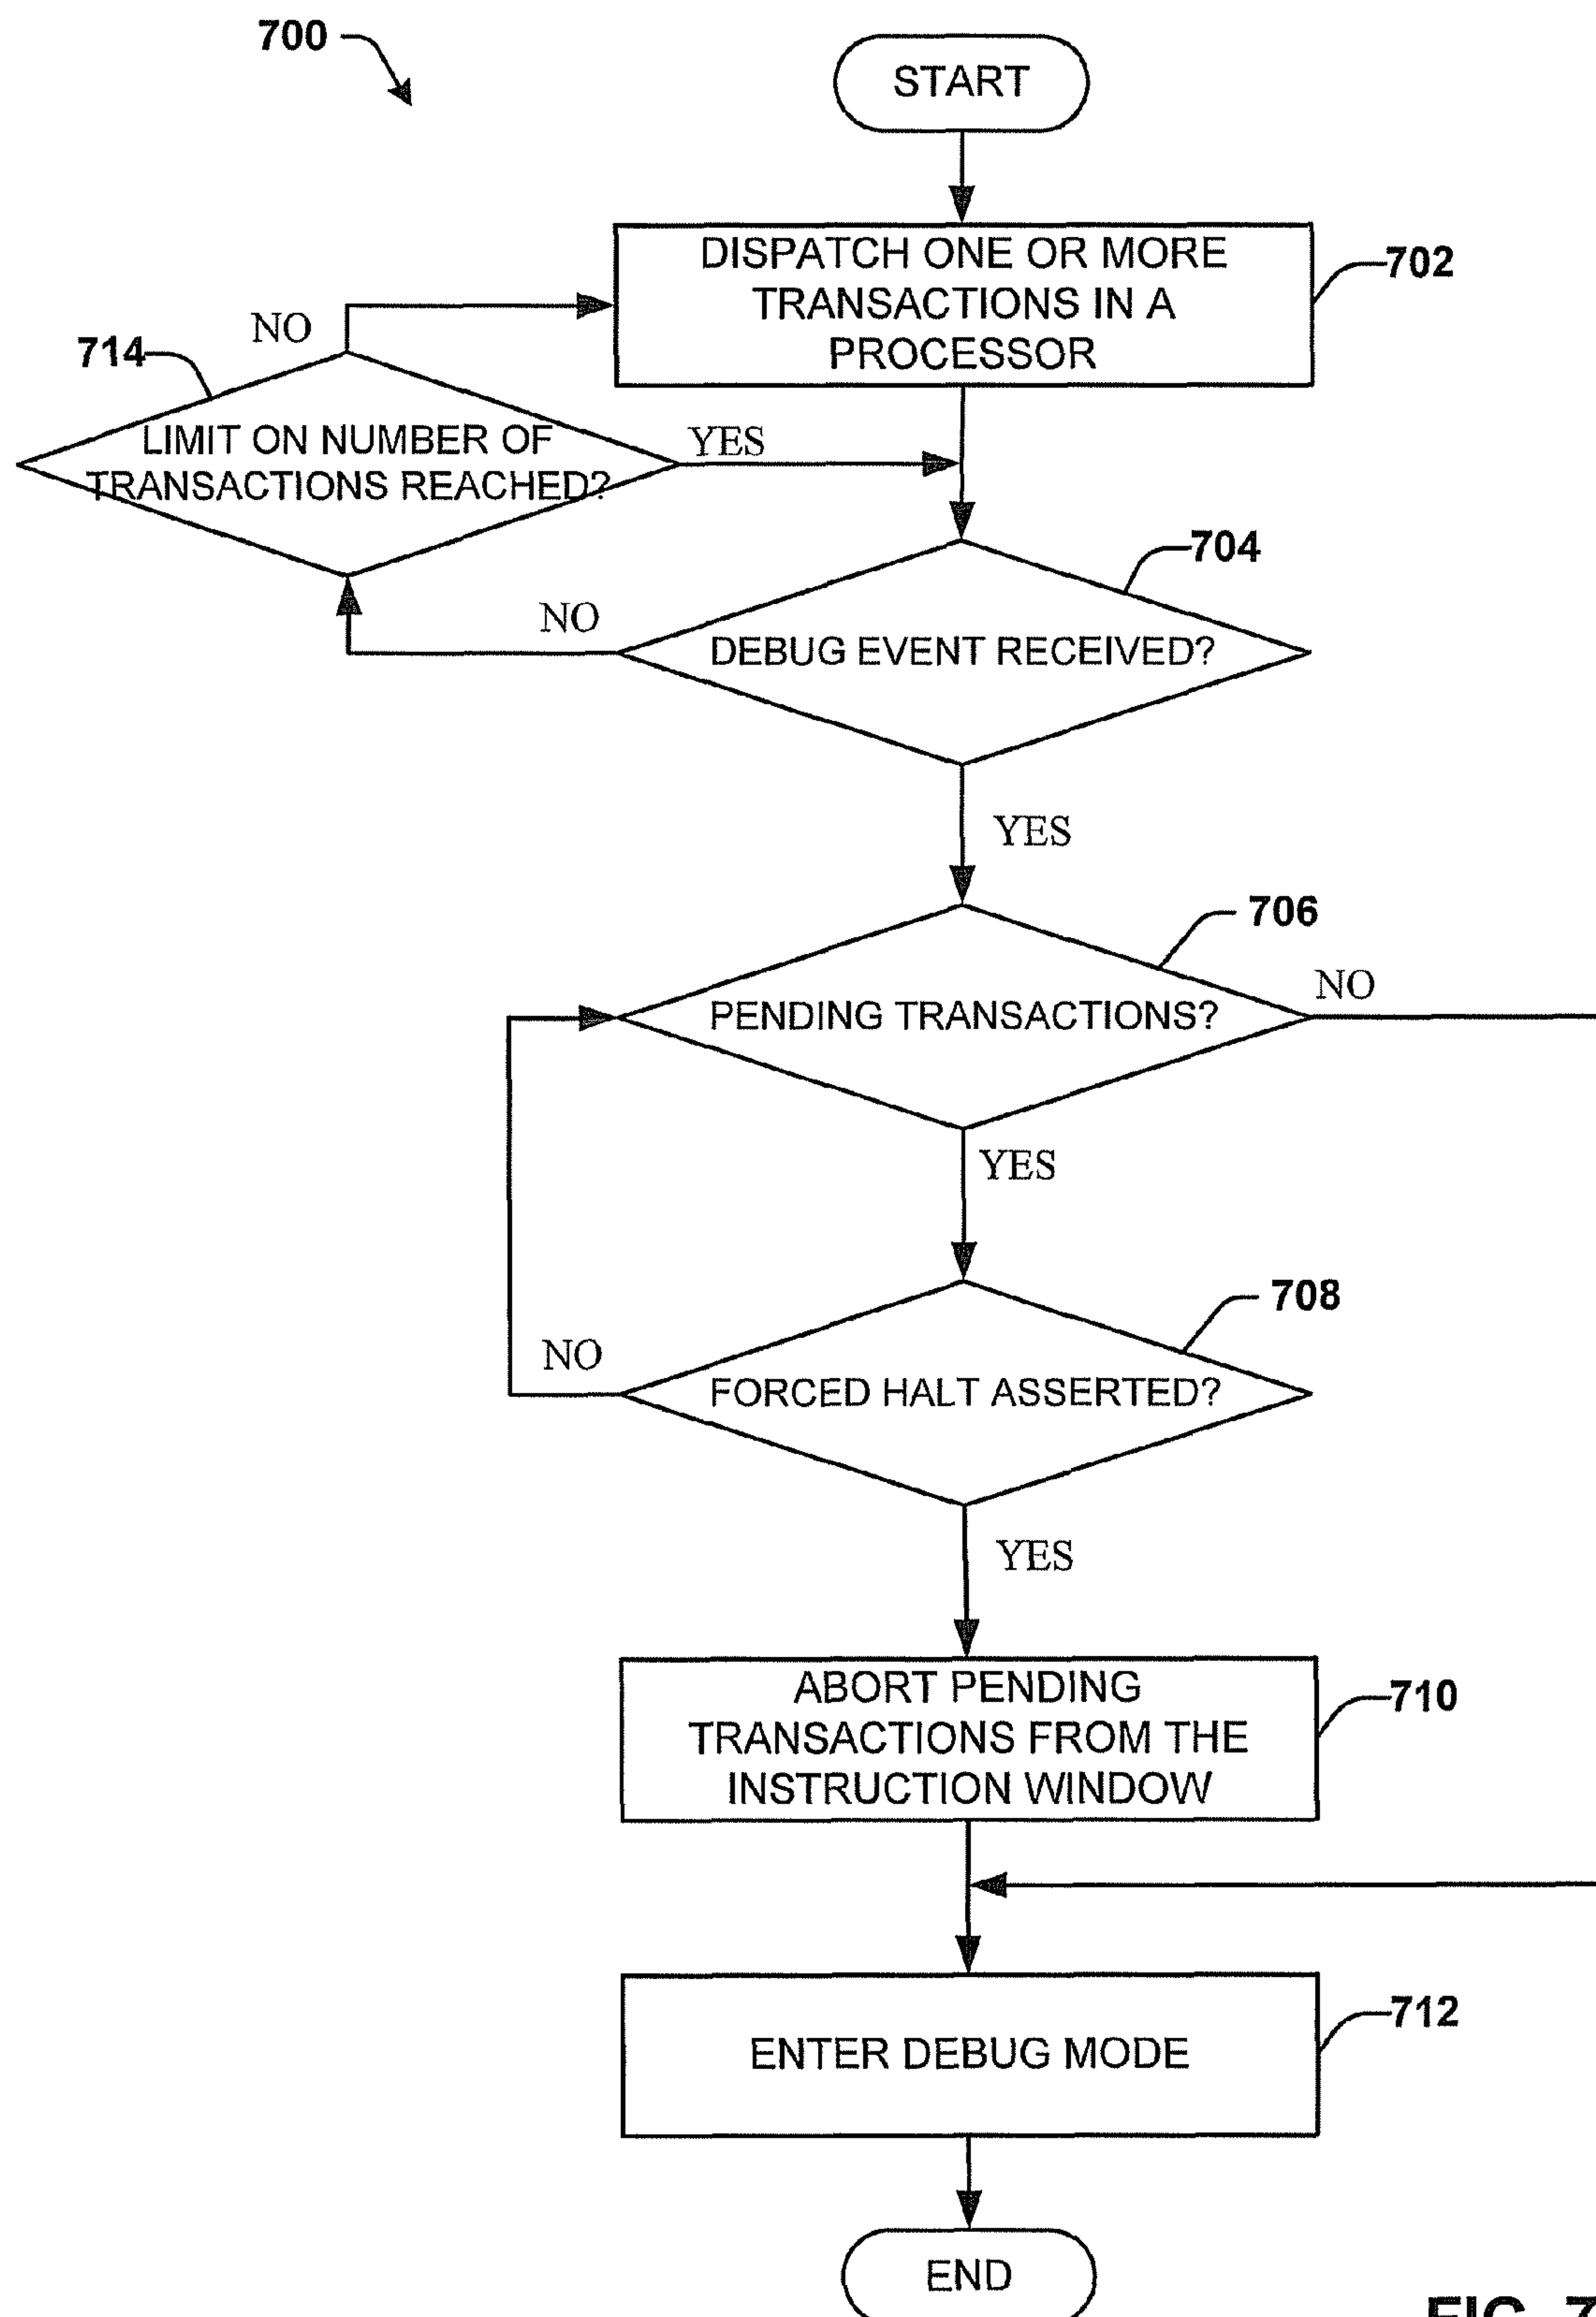 700
START
DISPATCH ONE OR MORE
TRANSACTIONS IN A
PROCESSOR
702
NO
714
LIMIT ON NUMBER OF
TRANSACTIONS REACHED?
YES
704
NO
DEBUG EVENT RECEIVED?
YES
706
NO
PENDING TRANSACTIONS?
YES
708
NO
FORCED HALT ASSERTED?
YES
ABORT PENDING
TRANSACTIONS FROM THE
INSTRUCTION WINDOW
710
712
ENTER DEBUG MODE
END
FIG. 7